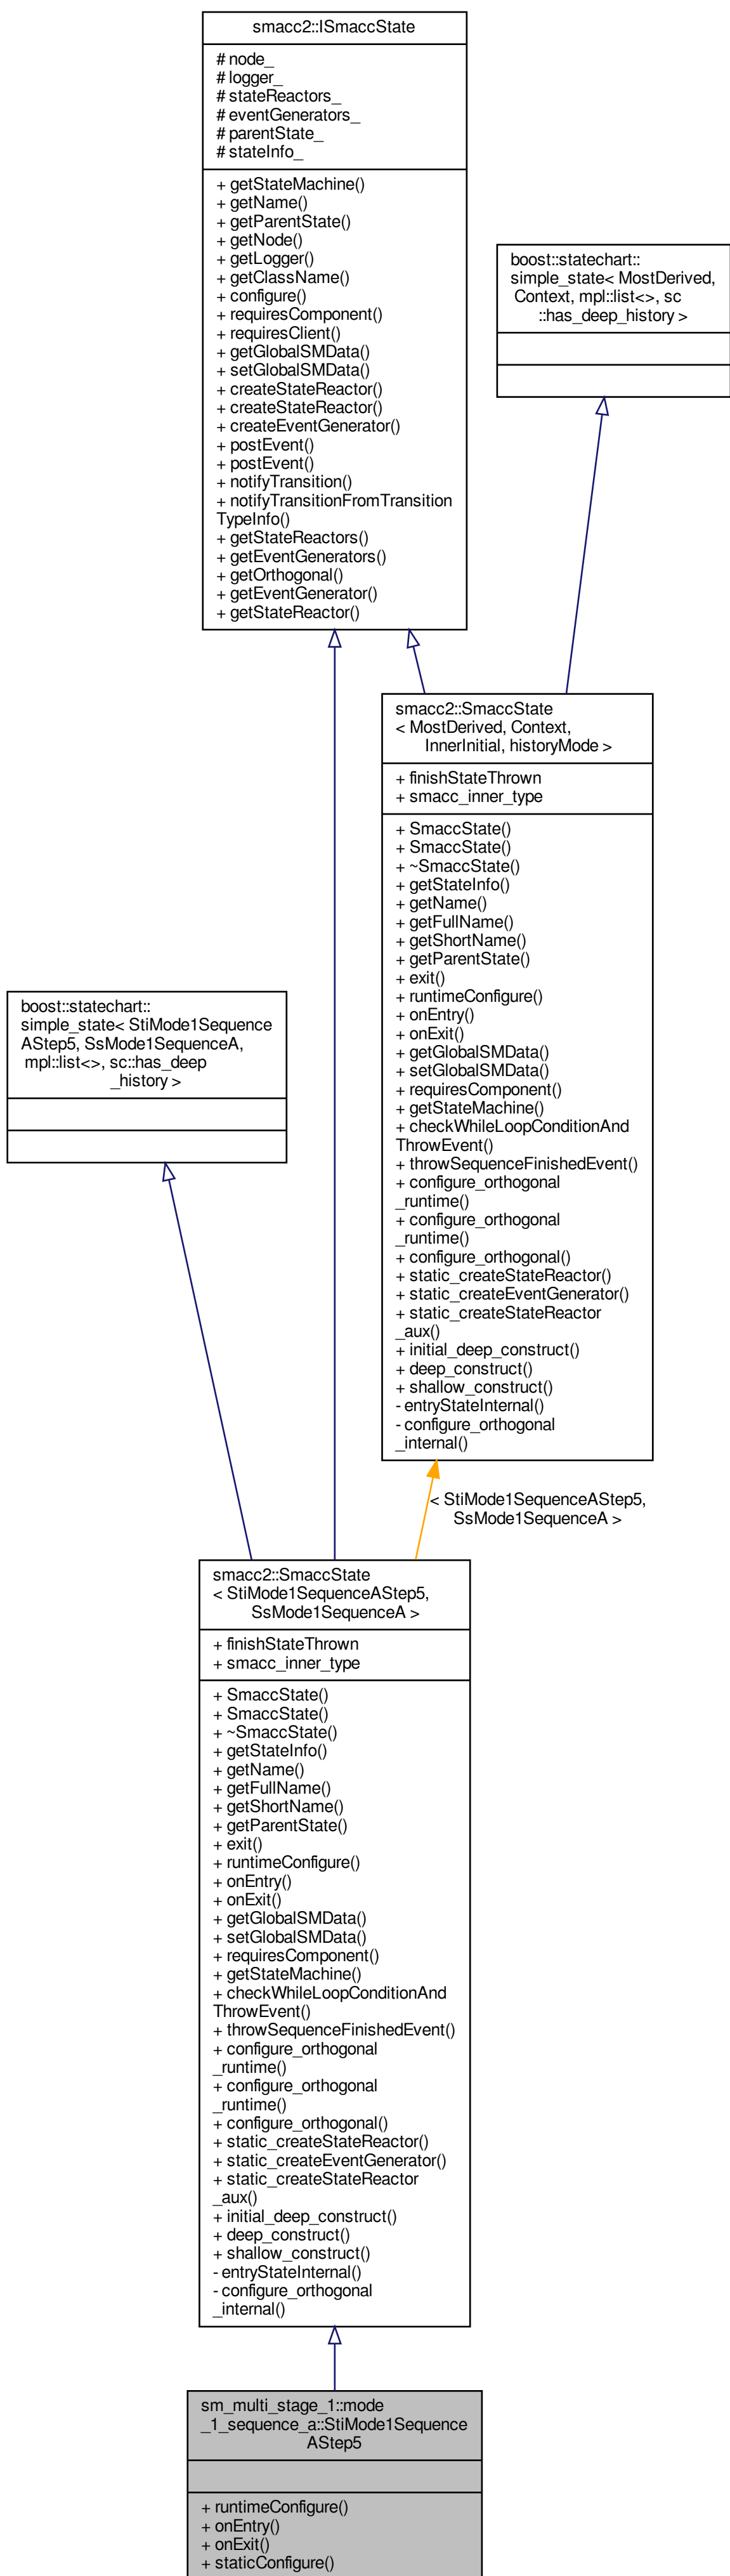 smacc2::ISmaccState
# node_
# logger_
# stateReactors_
# eventGenerators_
# parentState_
# stateInfo_
+ getStateMachine()
+ getName()
+ getParentState()
+ getNode()
+ getLogger()
+ getClassName()
+ configure()
+ requiresComponent()
+ requiresClient()
+ getGlobalSMData()
+ setGlobalSMData()
+ createStateReactor()
+ createStateReactor()
+ createEventGenerator()
+ postEvent()
+ postEvent()
+ notifyTransition()
+ notifyTransitionFromTransition
TypeInfo()
+ getStateReactors()
+ getEventGenerators()
+ getOrthogonal()
+ getEventGenerator()
+ getStateReactor()
boost::statechart::
simple_state< MostDerived,
Context, mpl::list<>, sc
::has_deep_history >
smacc2::SmaccState
< MostDerived, Context,
InnerInitial, historyMode >
+ finishStateThrown
+ smacc_inner_type
+ SmaccState()
+ SmaccState()
+ ~SmaccState()
+ getStateInfo()
+ getName()
+ getFullName()
+ getShortName()
+ getParentState()
+ exit()
+ runtimeConfigure()
+ onEntry()
+ onExit()
+ getGlobalSMData()
+ setGlobalSMData()
+ requiresComponent()
+ getStateMachine()
+ checkWhileLoopConditionAnd
ThrowEvent()
+ throwSequenceFinishedEvent()
+ configure_orthogonal
_runtime()
+ configure_orthogonal
_runtime()
+ configure_orthogonal()
+ static_createStateReactor()
+ static_createEventGenerator()
+ static_createStateReactor
_aux()
+ initial_deep_construct()
+ deep_construct()
+ shallow_construct()
- entryStateInternal()
- configure_orthogonal
_internal()
boost::statechart::
simple_state< StiMode1Sequence
AStep5, SsMode1SequenceA,
mpl::list<>, sc::has_deep
_history >
< StiMode1SequenceAStep5,
SsMode1SequenceA >
smacc2::SmaccState
< StiMode1SequenceAStep5,
SsMode1SequenceA >
+ finishStateThrown
+ smacc_inner_type
+ SmaccState()
+ SmaccState()
+ ~SmaccState()
+ getStateInfo()
+ getName()
+ getFullName()
+ getShortName()
+ getParentState()
+ exit()
+ runtimeConfigure()
+ onEntry()
+ onExit()
+ getGlobalSMData()
+ setGlobalSMData()
+ requiresComponent()
+ getStateMachine()
+ checkWhileLoopConditionAnd
ThrowEvent()
+ throwSequenceFinishedEvent()
+ configure_orthogonal
_runtime()
+ configure_orthogonal
_runtime()
+ configure_orthogonal()
+ static_createStateReactor()
+ static_createEventGenerator()
+ static_createStateReactor
_aux()
+ initial_deep_construct()
+ deep_construct()
+ shallow_construct()
- entryStateInternal()
- configure_orthogonal
_internal()
sm_multi_stage_1::mode
_1_sequence_a::StiMode1Sequence
AStep5
+ runtimeConfigure()
+ onEntry()
+ onExit()
+ staticConfigure()